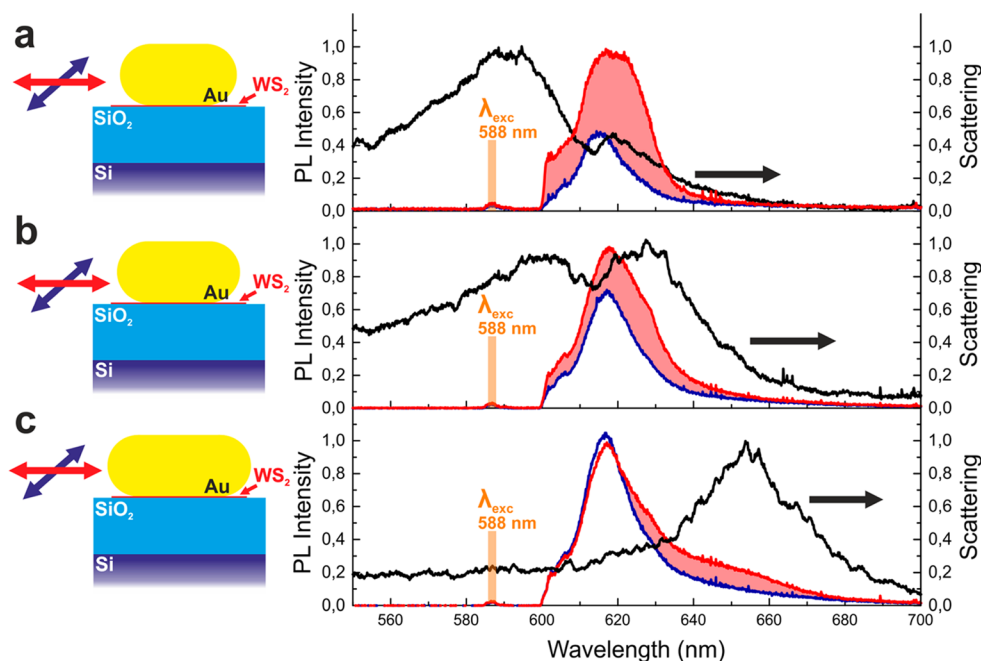 a
Au
WS2
SiO2
Si
PL Intensity
1,0
0,8
0,6
0,4
0,2
0,0
λexc
588 nm
1,0
0,8
0,6
0,4
0,2
0,0
Scattering
b
Au
WS2
SiO2
Si
PL Intensity
1,0
0,8
0,6
0,4
0,2
0,0
λexc
588 nm
1,0
0,8
0,6
0,4
0,2
0,0
Scattering
c
Au
WS2
SiO2
Si
PL Intensity
1,0
0,8
0,6
0,4
0,2
0,0
λexc
588 nm
1,0
0,8
0,6
0,4
0,2
0,0
Scattering
560 580 600 620 640 660 680 700
Wavelength (nm)